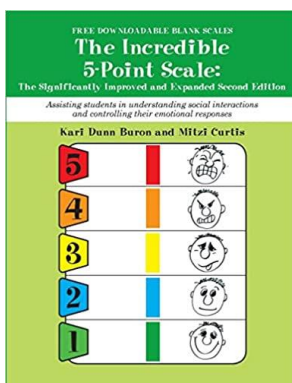 FREE DOWNLOADABLE BLANK SCALES
The Incredible
5-Point Scale:
The Significantly Improved and Expanded Second Edition
Assisting students in understanding social interactions
and controlling their emotional responses
Kari Dunn Buron and Mitzi Curtis
5
4
3
2
1